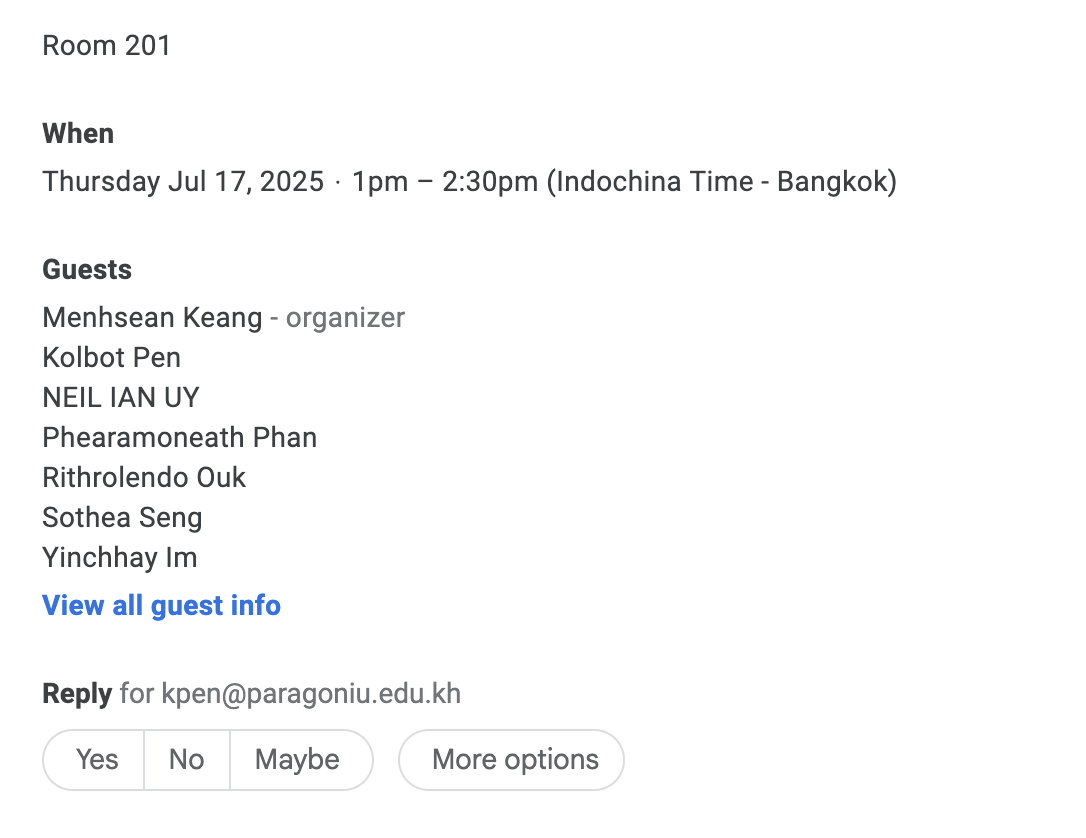 Room 201
When
Thursday Jul 17, 2025 · 1pm – 2:30pm (Indochina Time - Bangkok)
Guests
Menhsean Keang - organizer
Kolbot Pen
NEIL IAN UY
Phearamoneath Phan
Rithrolendo Ouk
Sothea Seng
Yinchhay Im
View all guest info
Reply for kpen@paragoniu.edu.kh
Yes No Maybe More options